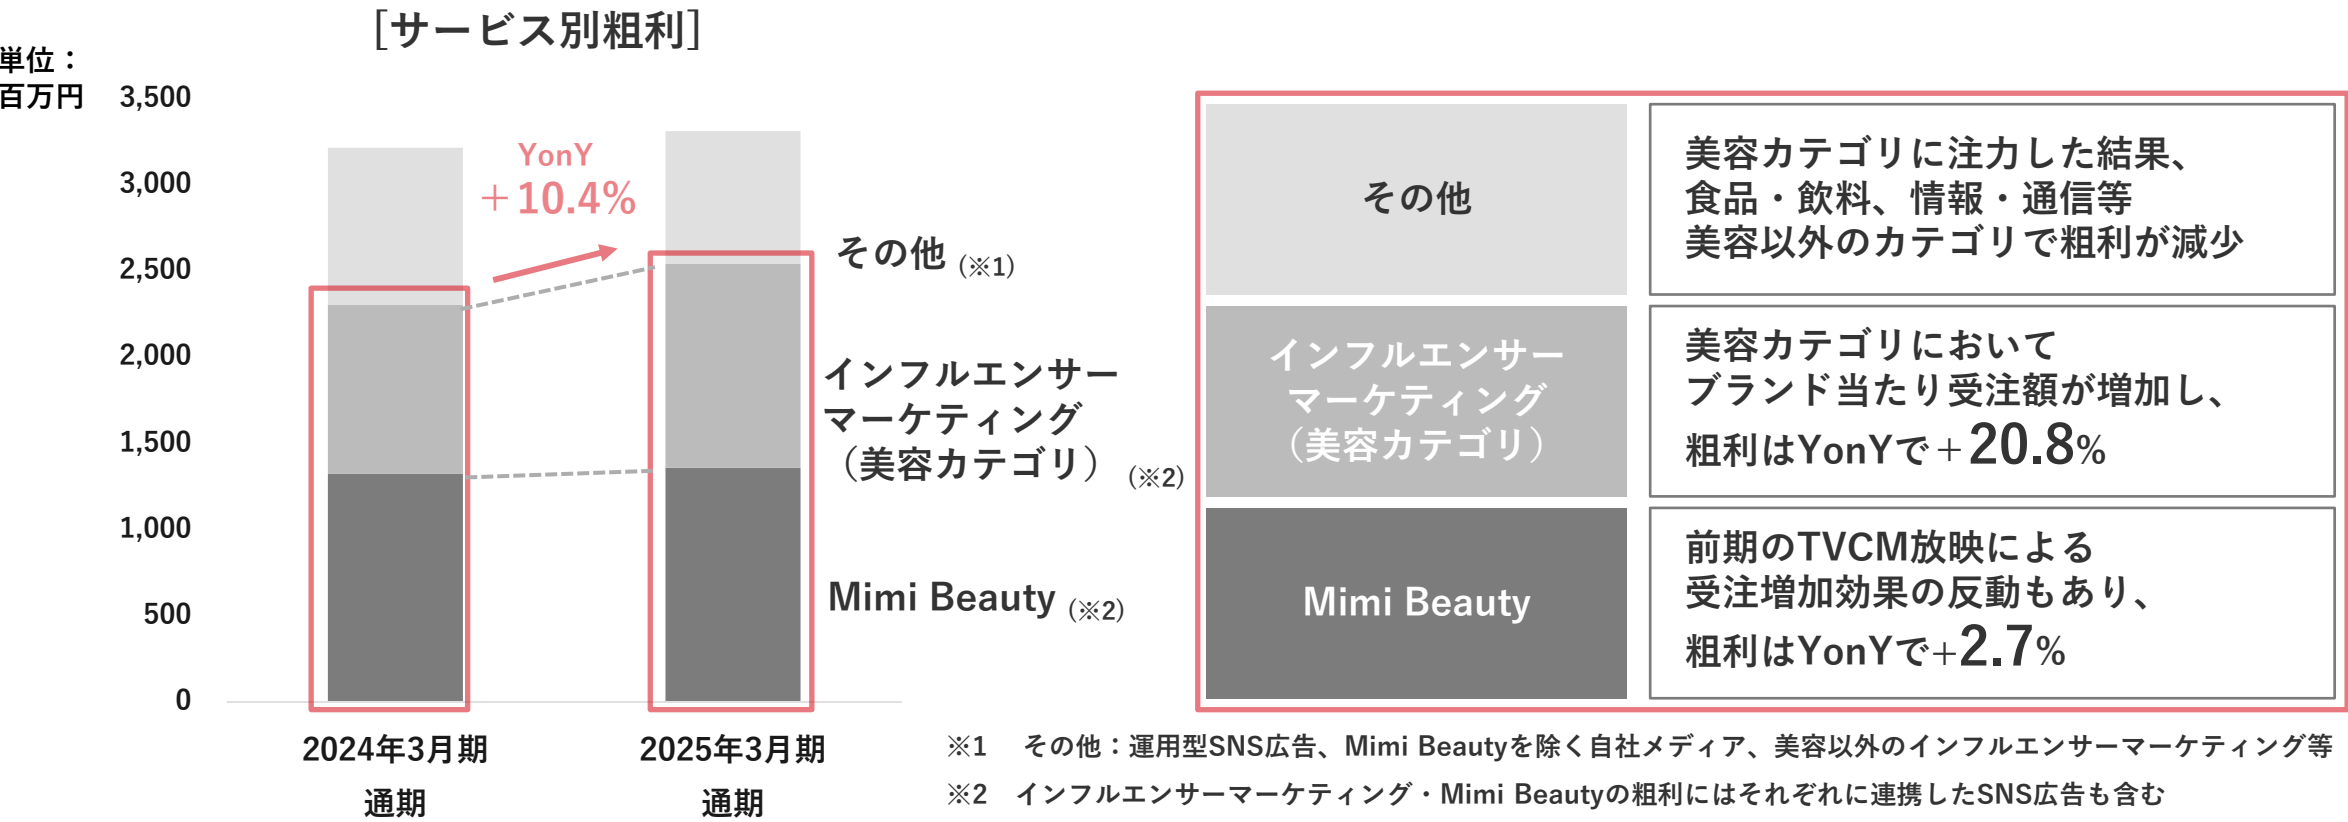 [サービス別粗利]
単位：
百万円
3,500
3,000
2,500
2,000
1,500
1,000
500
0
YonY
＋10.4%
その他 (※1)
インフルエンサー
マーケティング
（美容カテゴリ） (※2)
Mimi Beauty (※2)
2024年3月期
通期
2025年3月期
通期
その他
美容カテゴリに注力した結果、
食品・飲料、情報・通信等
美容以外のカテゴリで粗利が減少
インフルエンサー
マーケティング
（美容カテゴリ）
美容カテゴリにおいて
ブランド当たり受注額が増加し、
粗利はYonYで＋20.8%
Mimi Beauty
前期のTVCM放映による
受注増加効果の反動もあり、
粗利はYonYで+2.7%
※1 その他：運用型SNS広告、Mimi Beautyを除く自社メディア、美容以外のインフルエンサーマーケティング等
※2 インフルエンサーマーケティング・Mimi Beautyの粗利にはそれぞれに連携したSNS広告も含む